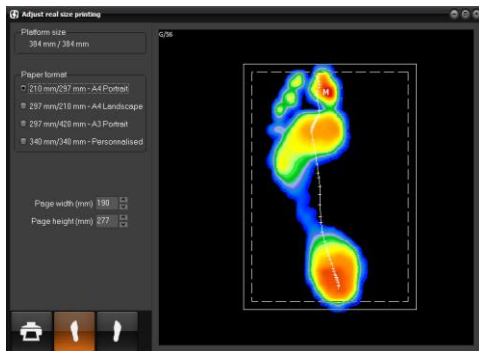 Adjust real size printing
Platform size
384 mm / 384 mm
Paper format
210 mm/297 mm - A4 Portrait
297 mm/210 mm - A4 Landscape
297 mm/420 mm - A3 Portrait
340 mm/340 mm - Personnalised
Page width (mm) 190
Page height (mm) 277
G/56
M